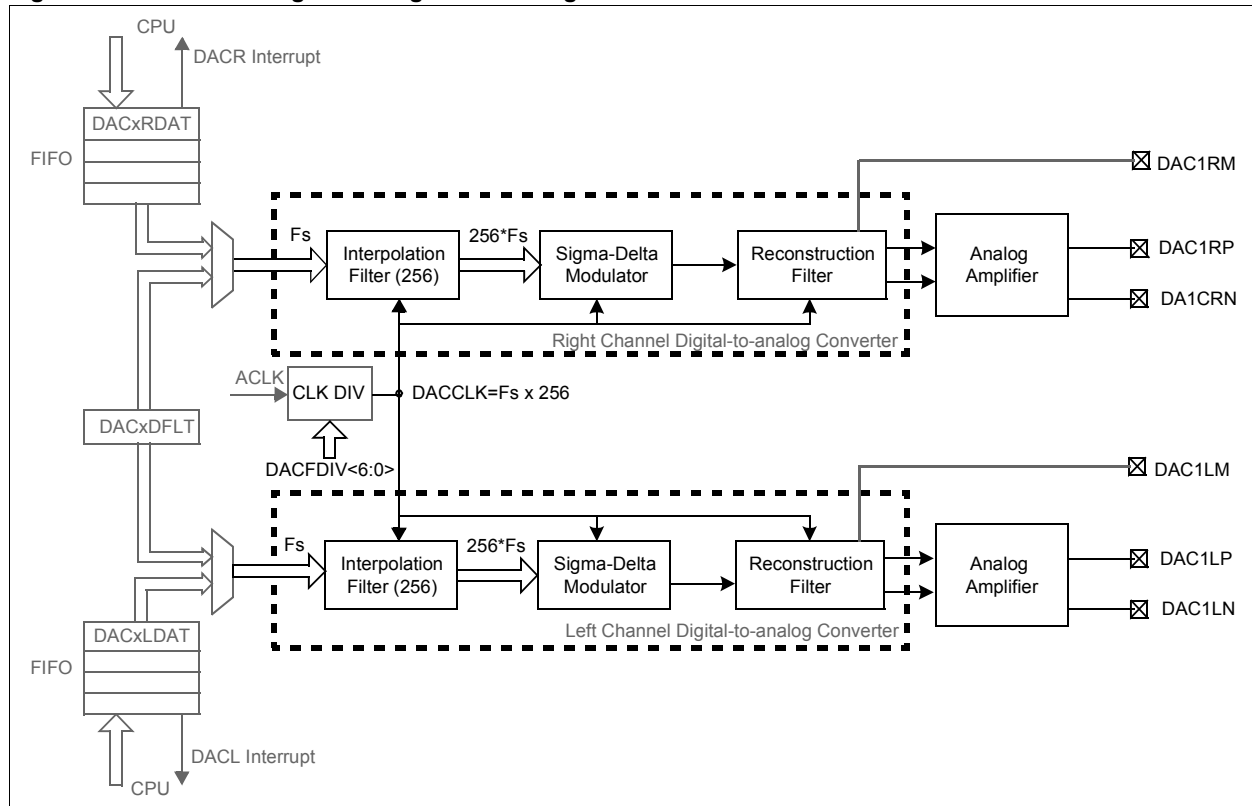 CPU
DACR Interrupt
DACxRDAT
FIFO
DAC1RM
Fs
Interpolation
Filter (256)
256*Fs
Sigma-Delta
Modulator
Reconstruction
Filter
Analog
Amplifier
DAC1RP
DA1CRN
Right Channel Digital-to-analog Converter
ACLK
CLK DIV
DACCLK=Fs x 256
DACxDFLT
DACFDIV<6:0>
DAC1LM
Fs
Interpolation
Filter (256)
256*Fs
Sigma-Delta
Modulator
Reconstruction
Filter
Analog
Amplifier
DAC1LP
DAC1LN
Left Channel Digital-to-analog Converter
DACxLDAT
FIFO
DACL Interrupt
CPU